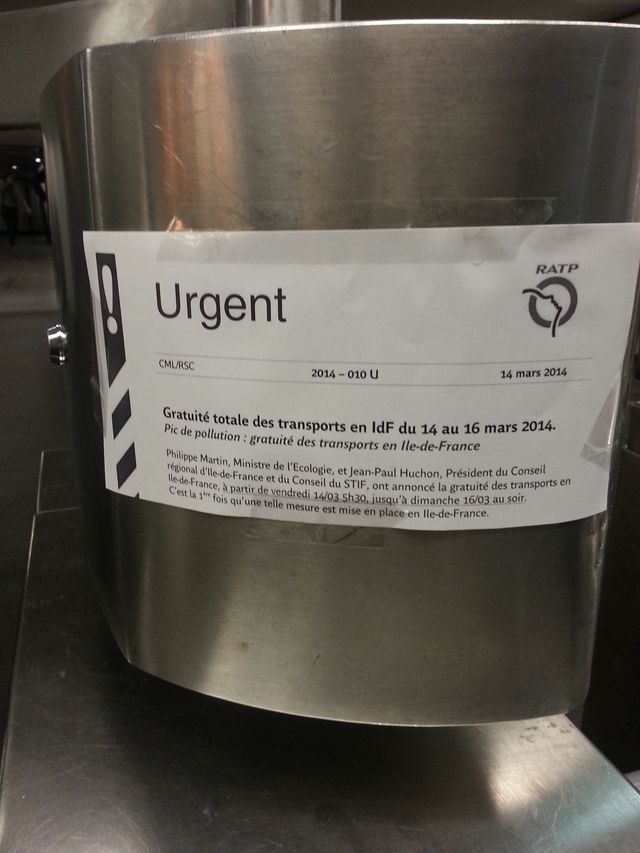 RATP
Urgent
CML/RSC 2014 – 010 U 14 mars 2014
Gratuité totale des transports en IdF du 14 au 16 mars 2014.
Pic de pollution : gratuité des transports en Ile-de-France
Philippe Martin, Ministre de l'Ecologie, et Jean-Paul Huchon, Président du Conseil
régional d'Ile-de-France et du Conseil du STIF, ont annoncé la gratuité des transports en
Ile-de-France, à partir de vendredi 14/03 5h30, jusqu'à dimanche 16/03 au soir.
C'est la 1ère fois qu'une telle mesure est mise en place en Ile-de-France.